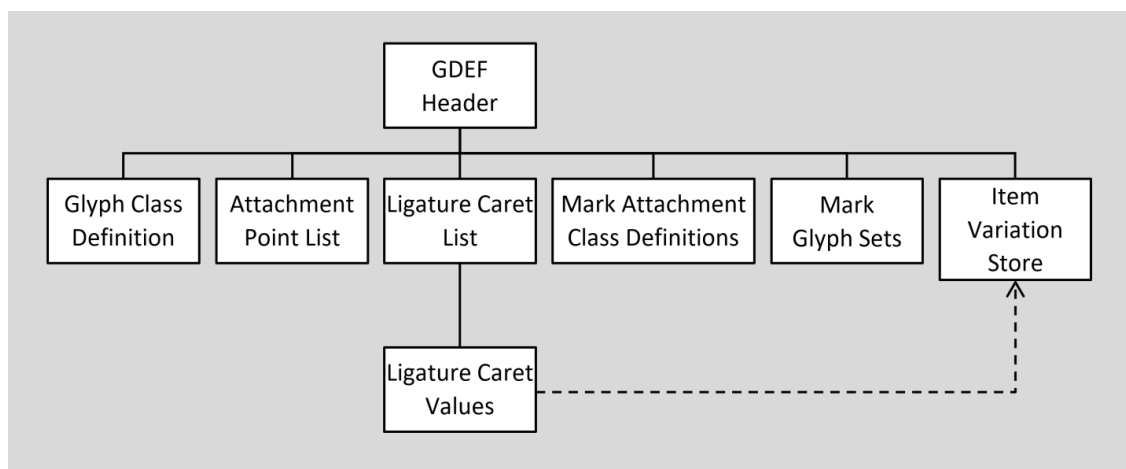 GDEF
Header
Glyph Class
Definition
Attachment
Point List
Ligature Caret
List
Mark Attachment
Class Definitions
Mark
Glyph Sets
Item
Variation
Store
Ligature Caret
Values